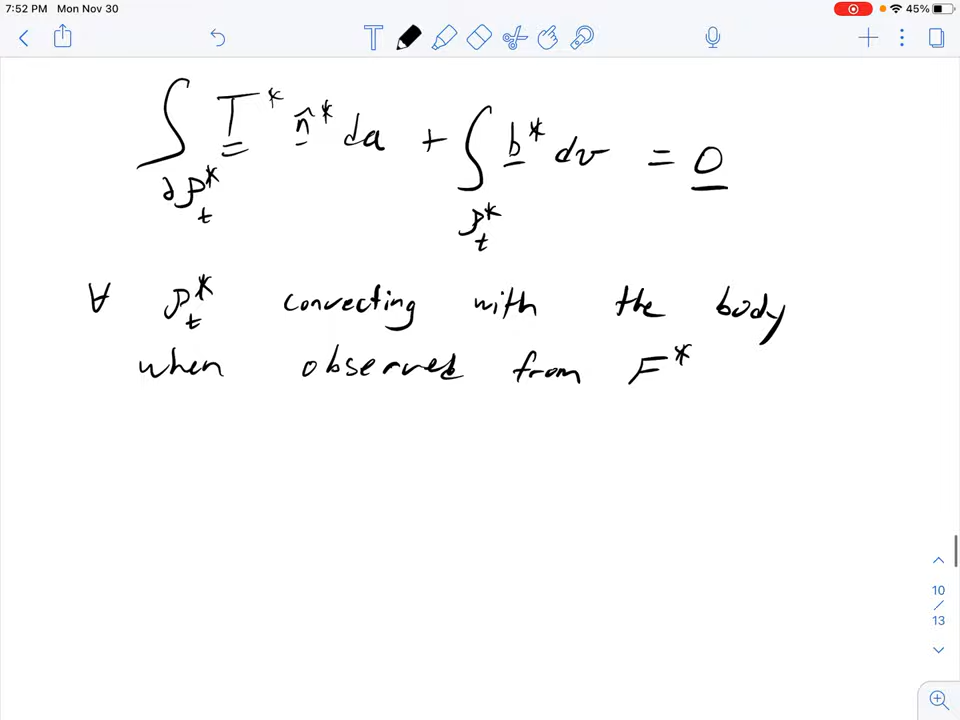 7:52 PM Mon Nov 30
45%
∫_{∂P_t^*} T^* n̂^* da + ∫_{P_t^*} b^* dv = 0
∀ P_t^* convecting with the body
when observed from F^*
10
/
13